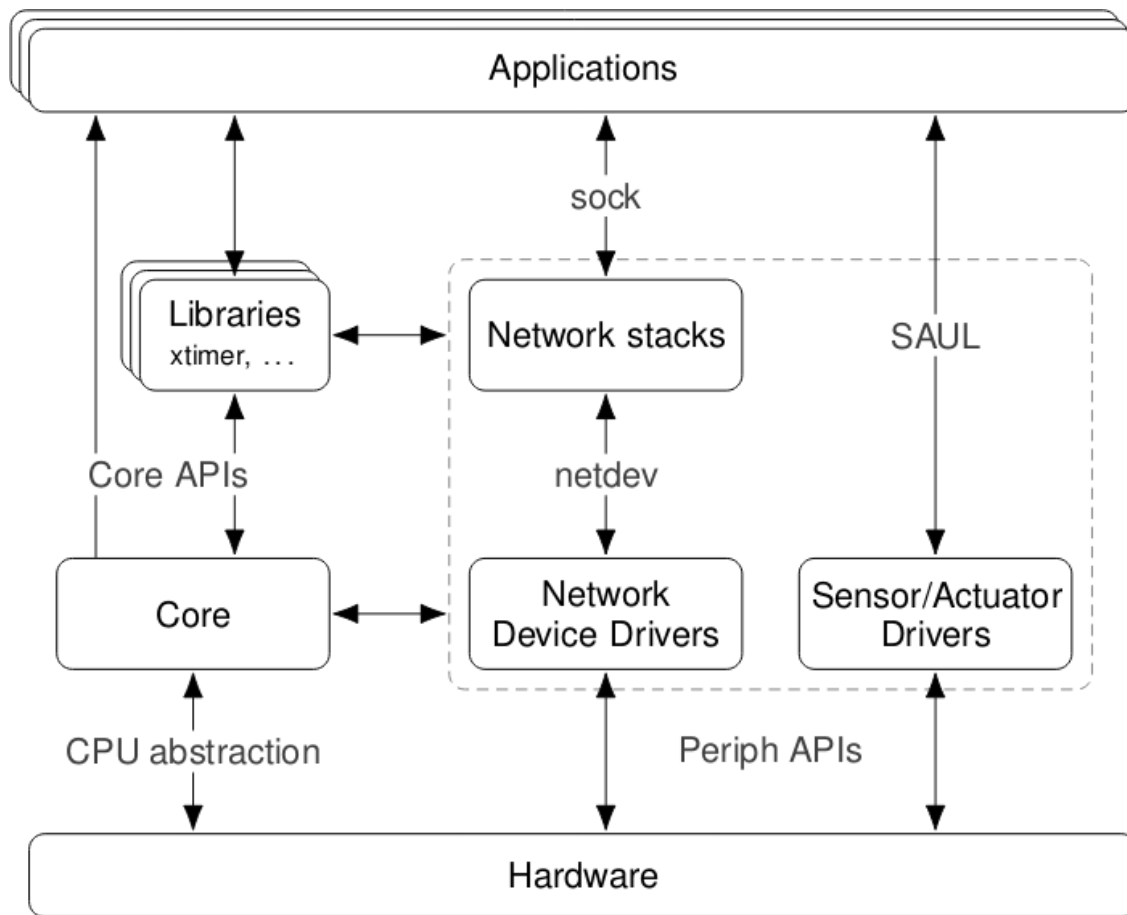 Applications
sock
Libraries
xtimer, ...
Network stacks
SAUL
Core APIs
netdev
Core
Network
Device Drivers
Sensor/Actuator
Drivers
CPU abstraction
Periph APIs
Hardware